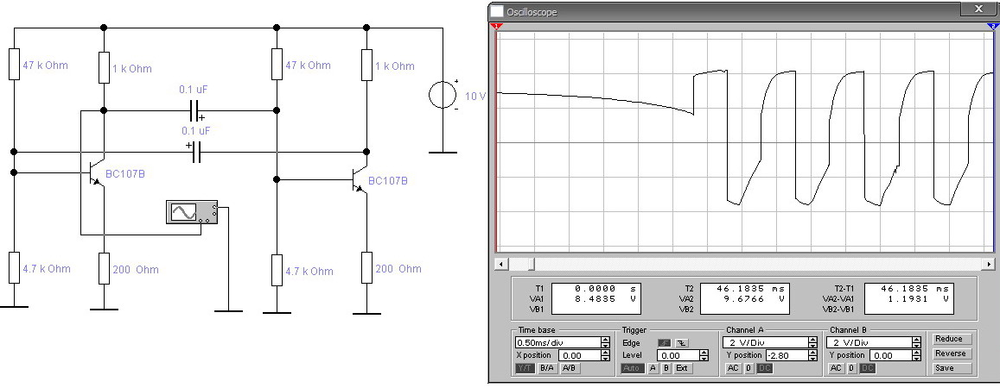 47 k Ohm
1 k Ohm
47 k Ohm
1 k Ohm
0.1 uF
+
0.1 uF
+
+
10 V
-
BC107B
BC107B
4.7 k Ohm
200 Ohm
4.7 k Ohm
200 Ohm
Oscilloscope
X
1
2
T1 0.0000 s
VA1 8.4835 V
VB1
T2 46.1835 ms
VA2 9.6766 V
VB2
T2-T1 46.1835 ms
VA2-VA1 1.1931 V
VB2-VB1
Time base
0.50ms/div
X position 0.00
Y/T B/A A/B
Trigger
Edge
Level 0.00
Auto A B Ext
Channel A
2 V/Div
Y position -2.80
AC 0 DC
Channel B
2 V/Div
Y position 0.00
AC 0 DC
Reduce
Reverse
Save